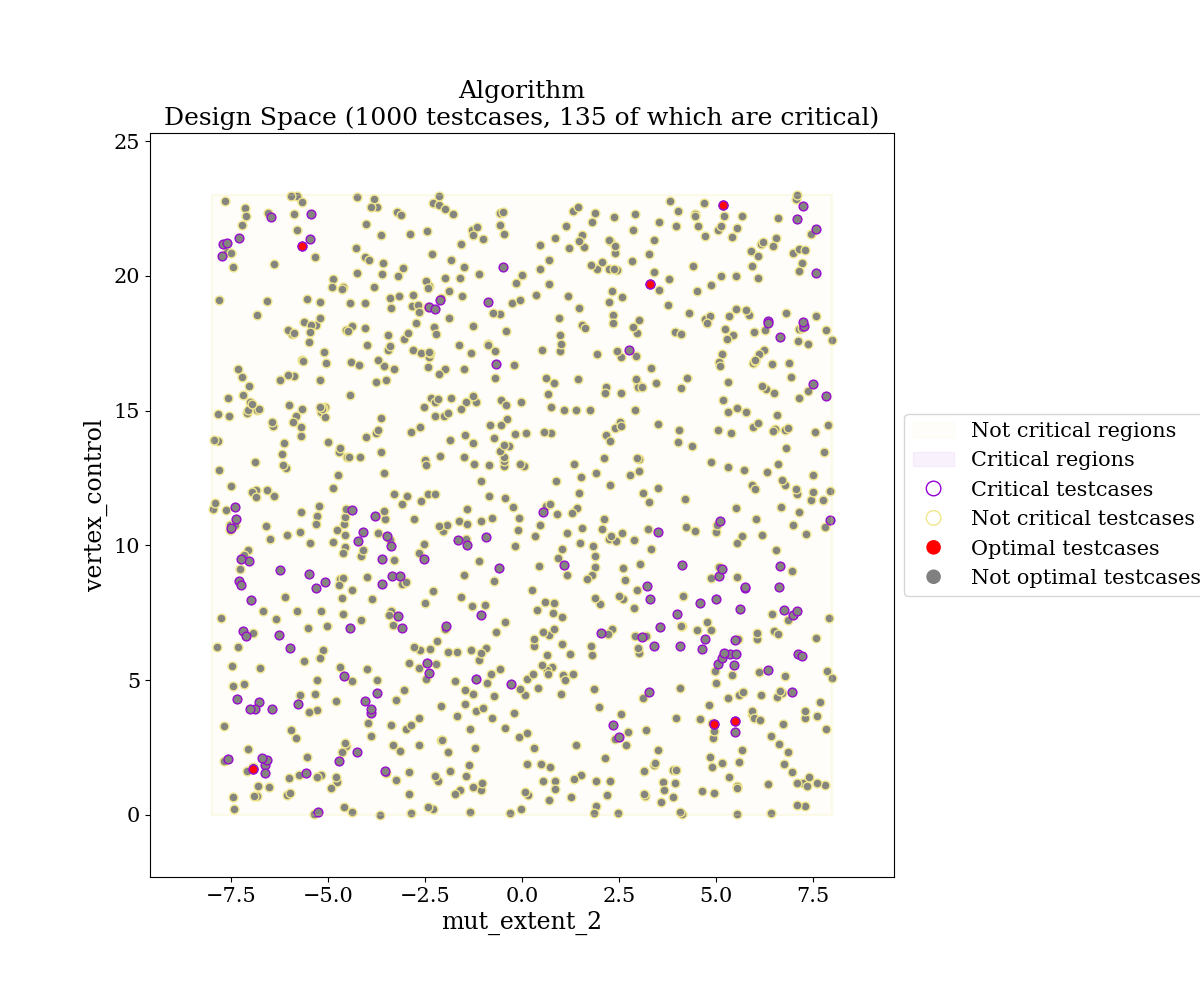 Algorithm
Design Space (1000 testcases, 135 of which are critical)
25
20
15
10
5
0
vertex_control
−7.5
−5.0
−2.5
0.0
2.5
5.0
7.5
mut_extent_2
Not critical regions
Critical regions
Critical testcases
Not critical testcases
Optimal testcases
Not optimal testcases